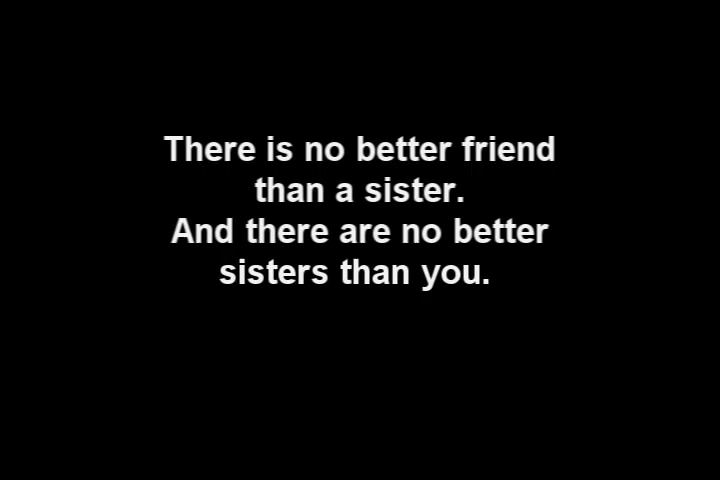 There is no better friend
than a sister.
And there are no better
sisters than you.